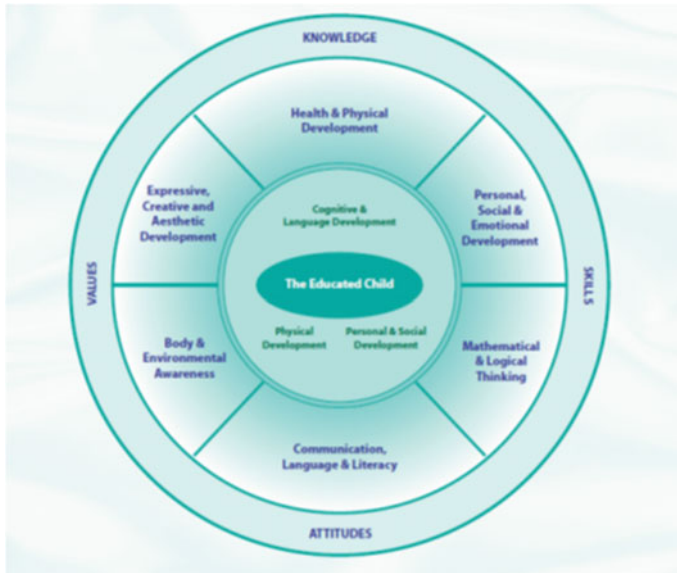 KNOWLEDGE
Health & Physical
Development
Expressive,
Creative and
Aesthetic
Development
Personal,
Social &
Emotional
Development
Cognitive &
Language Development
VALUES
The Educated Child
SKILLS
Physical
Development
Personal & Social
Development
Body &
Environmental
Awareness
Mathematical
& Logical
Thinking
Communication,
Language & Literacy
ATTITUDES